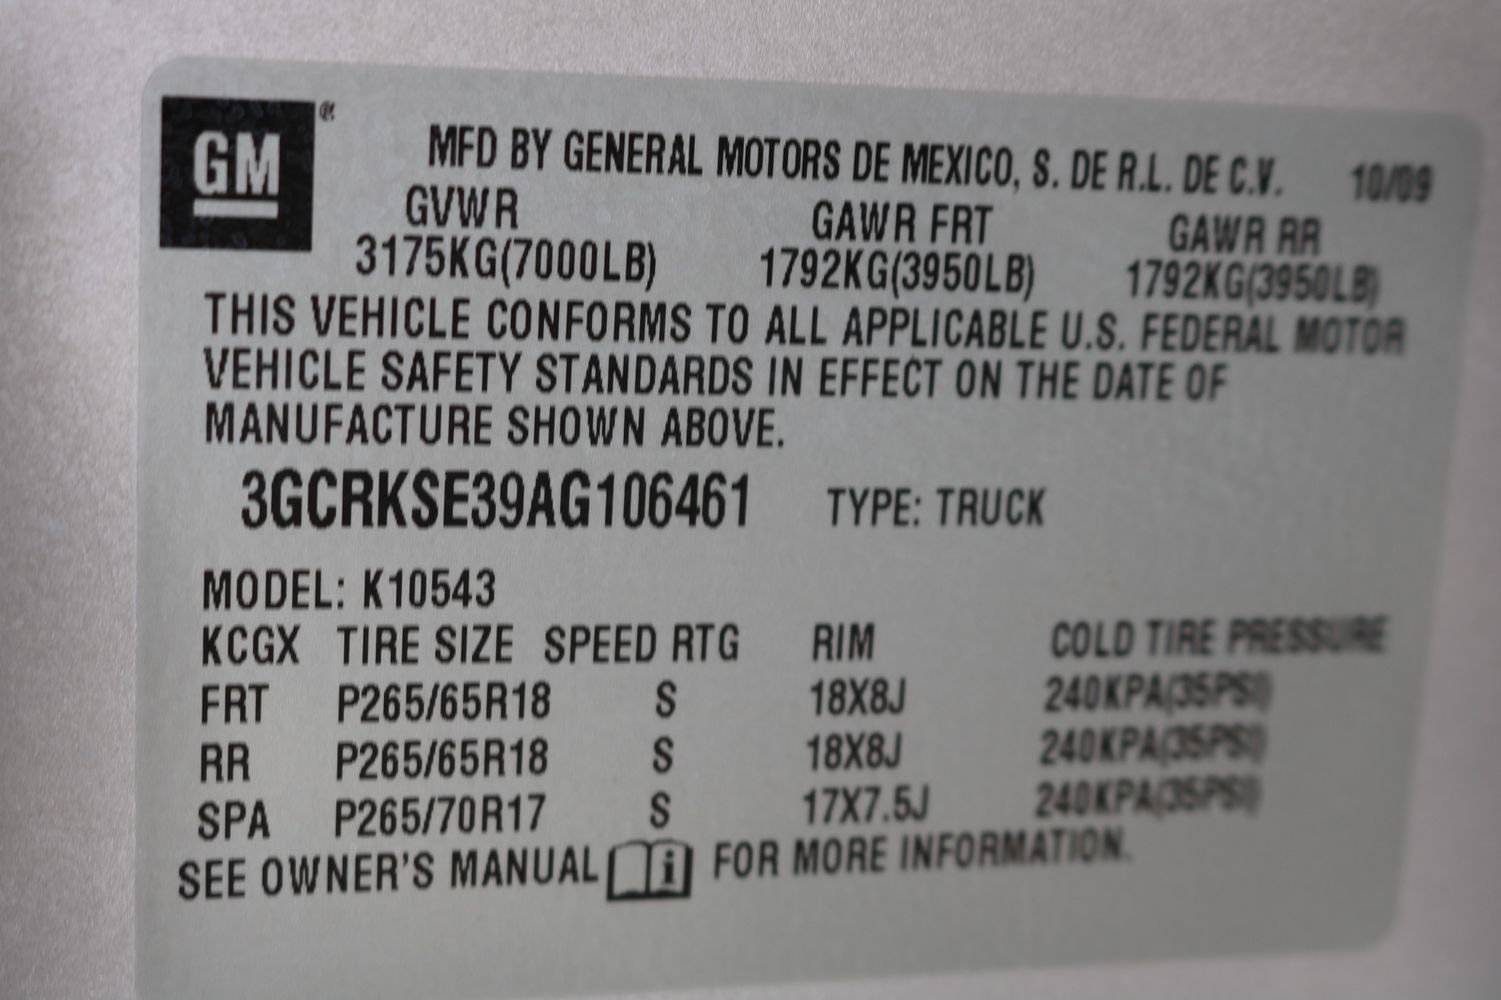 GM®
MFD BY GENERAL MOTORS DE MEXICO, S. DE R.L. DE C.V. 10/09
GVWR GAWR FRT GAWR RR
3175KG(7000LB) 1792KG(3950LB) 1792KG(3950LB)
THIS VEHICLE CONFORMS TO ALL APPLICABLE U.S. FEDERAL MOTOR
VEHICLE SAFETY STANDARDS IN EFFECT ON THE DATE OF
MANUFACTURE SHOWN ABOVE.
3GCRKSE39AG106461 TYPE: TRUCK
MODEL: K10543
KCGX TIRE SIZE SPEED RTG RIM COLD TIRE PRESSURE
FRT P265/65R18 S 18X8J 240KPA(35PSI)
RR P265/65R18 S 18X8J 240KPA(35PSI)
SPA P265/70R17 S 17X7.5J 240KPA(35PSI)
SEE OWNER'S MANUAL i FOR MORE INFORMATION.